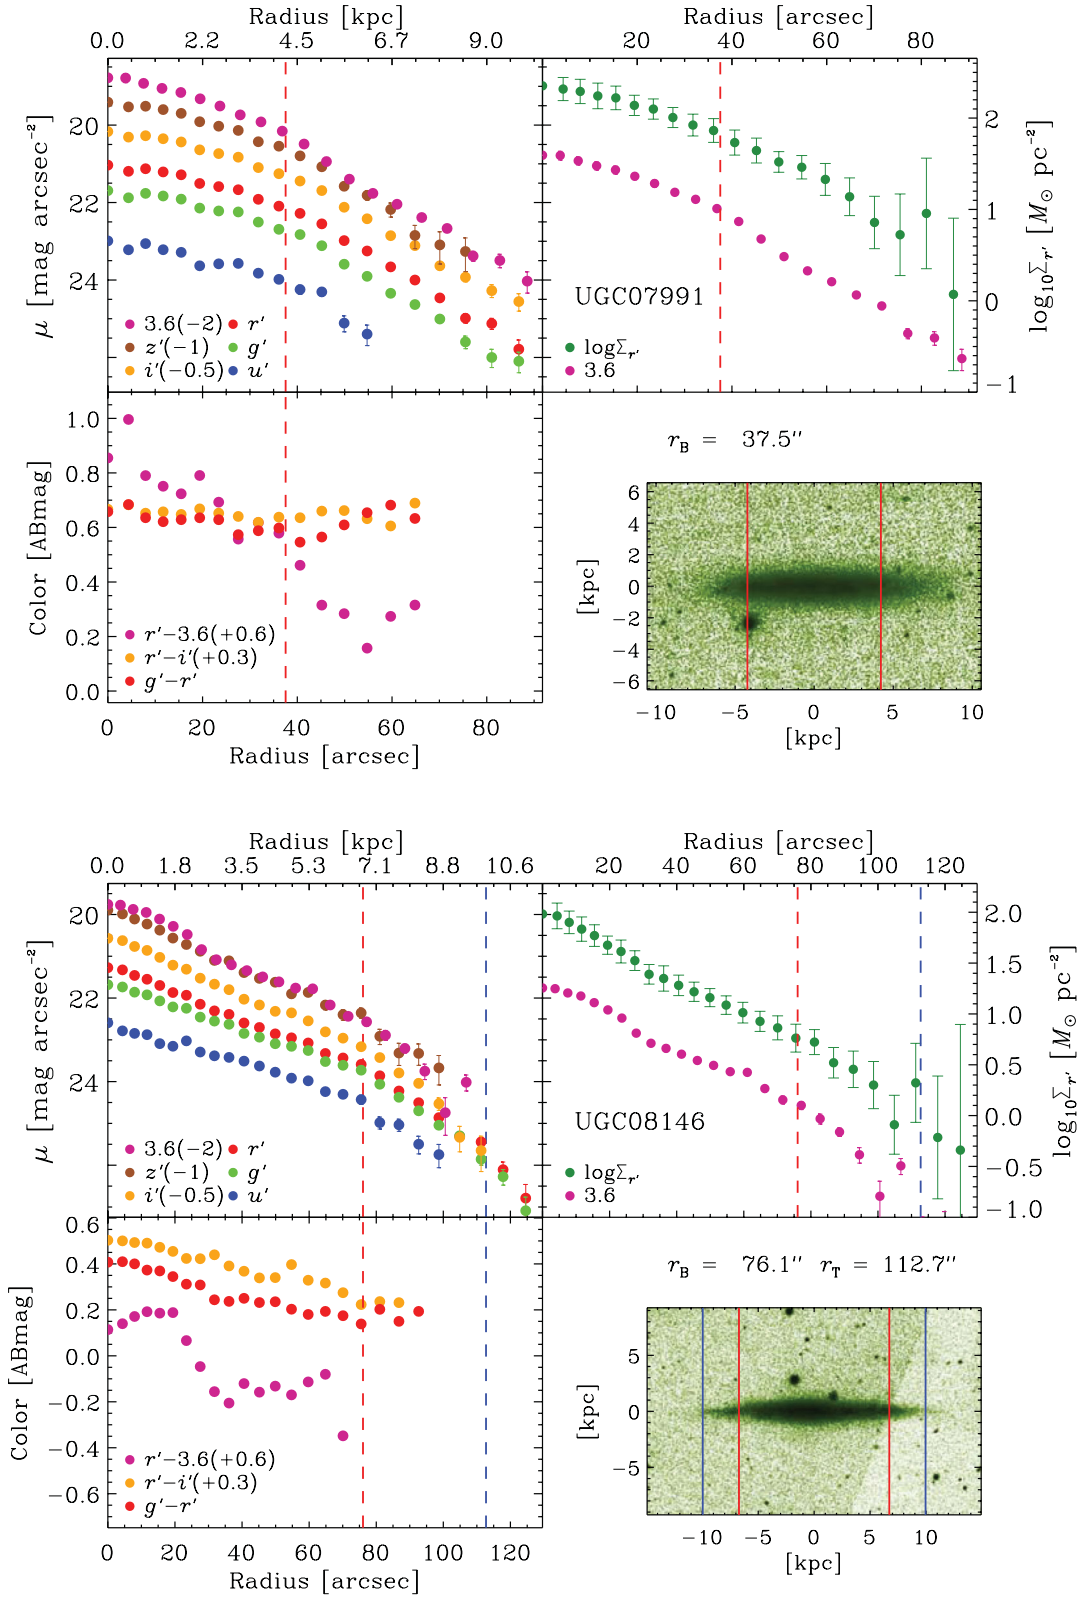 Radius [kpc]
Radius [arcsec]
0.0 2.2 4.5 6.7 9.0
20 40 60 80
20
22
24
μ [mag arcsec⁻²]
3.6(−2) r′
z′(−1) g′
i′(−0.5) u′
UGC07991
logΣr′
3.6
2
1
0
−1
log₁₀Σr′ [M⊙ pc⁻²]
1.0
0.8
0.6
0.4
0.2
0.0
Color [ABmag]
r′−3.6(+0.6)
r′−i′(+0.3)
g′−r′
0 20 40 60 80
Radius [arcsec]
rB = 37.5″
6
4
2
0
−2
−4
−6
[kpc]
−10 −5 0 5 10
[kpc]
Radius [kpc]
Radius [arcsec]
0.0 1.8 3.5 5.3 7.1 8.8 10.6
20 40 60 80 100 120
20
22
24
μ [mag arcsec⁻²]
3.6(−2) r′
z′(−1) g′
i′(−0.5) u′
UGC08146
logΣr′
3.6
2.0
1.5
1.0
0.5
0.0
−0.5
−1.0
log₁₀Σr′ [M⊙ pc⁻²]
0.6
0.4
0.2
0.0
−0.2
−0.4
−0.6
Color [ABmag]
r′−3.6(+0.6)
r′−i′(+0.3)
g′−r′
0 20 40 60 80 100 120
Radius [arcsec]
rB = 76.1″ rT = 112.7″
5
0
−5
[kpc]
−10 −5 0 5 10
[kpc]